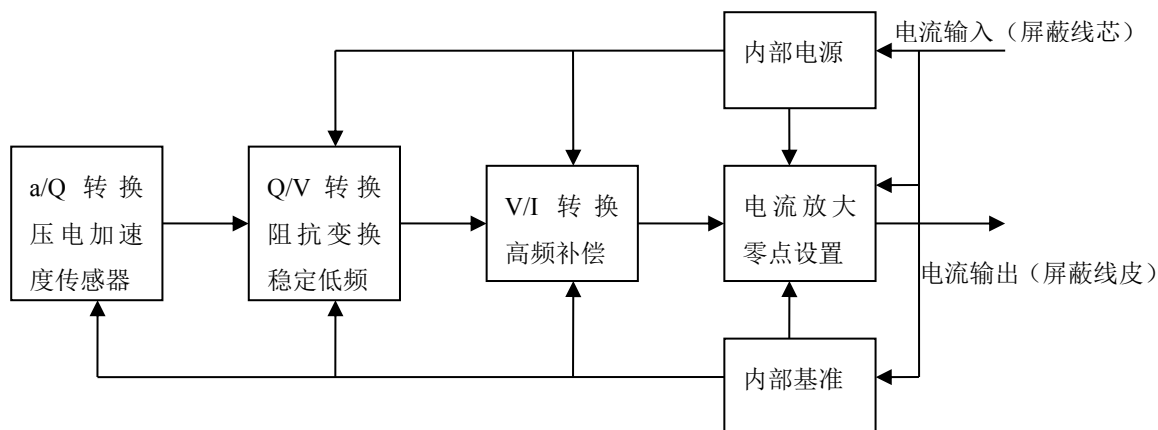 电流输入（屏蔽线芯）
内部电源
a/Q 转换
压电加速
度传感器
Q/V 转换
阻抗变换
稳定低频
V/I 转换
高频补偿
电流放大
零点设置
电流输出（屏蔽线皮）
内部基准